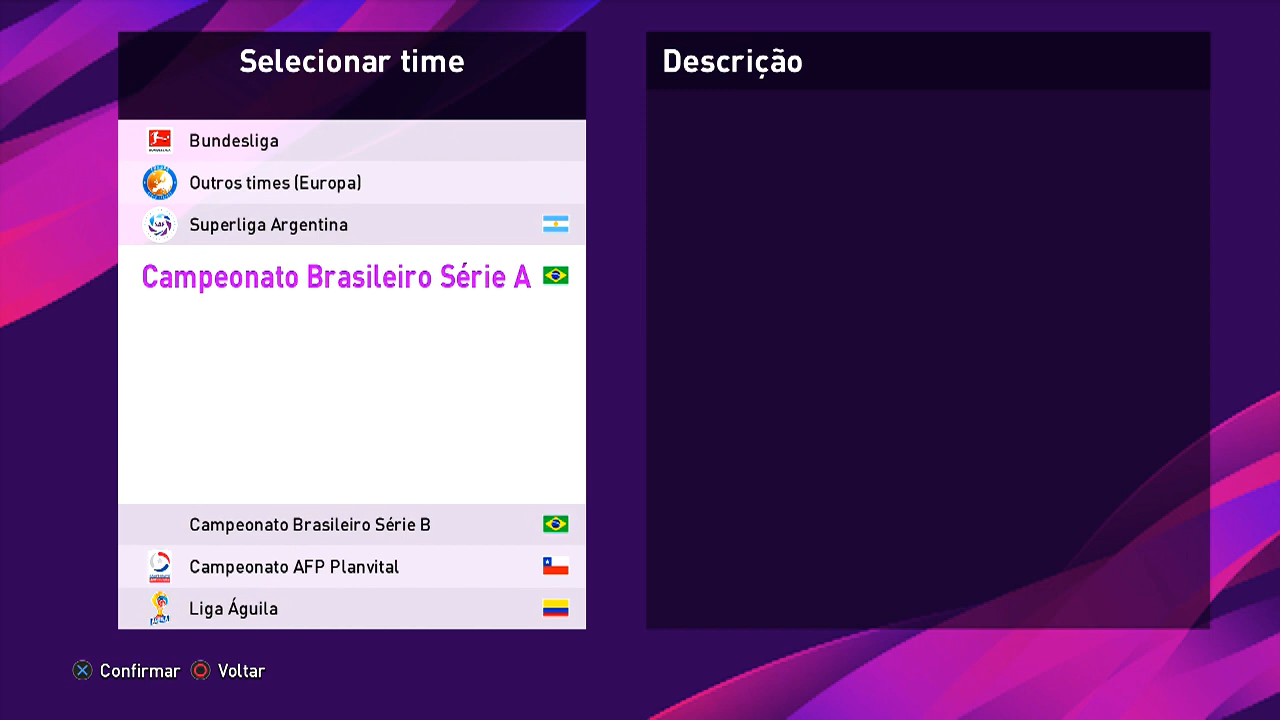 Selecionar time
Bundesliga
Outros times (Europa)
Superliga Argentina
Campeonato Brasileiro Série A
Campeonato Brasileiro Série B
Campeonato AFP Planvital
Liga Águila
Descrição
Confirmar
Voltar